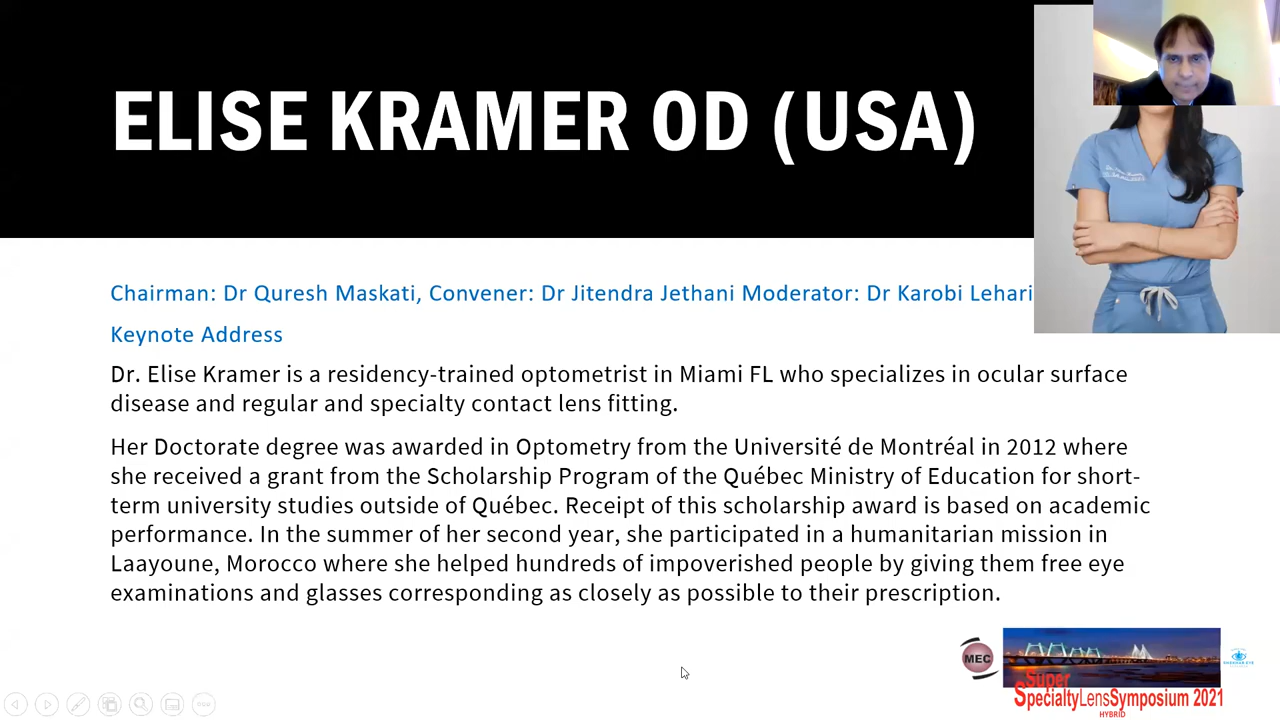 ELISE KRAMER OD (USA)
Chairman: Dr Quresh Maskati, Convener: Dr Jitendra Jethani Moderator: Dr Karobi Lehari
Keynote Address
Dr. Elise Kramer is a residency-trained optometrist in Miami FL who specializes in ocular surface
disease and regular and specialty contact lens fitting.
Her Doctorate degree was awarded in Optometry from the Université de Montréal in 2012 where
she received a grant from the Scholarship Program of the Québec Ministry of Education for short-
term university studies outside of Québec. Receipt of this scholarship award is based on academic
performance. In the summer of her second year, she participated in a humanitarian mission in
Laayoune, Morocco where she helped hundreds of impoverished people by giving them free eye
examinations and glasses corresponding as closely as possible to their prescription.
MEC
Super
SpecialtyLensSymposium 2021
HYBRID